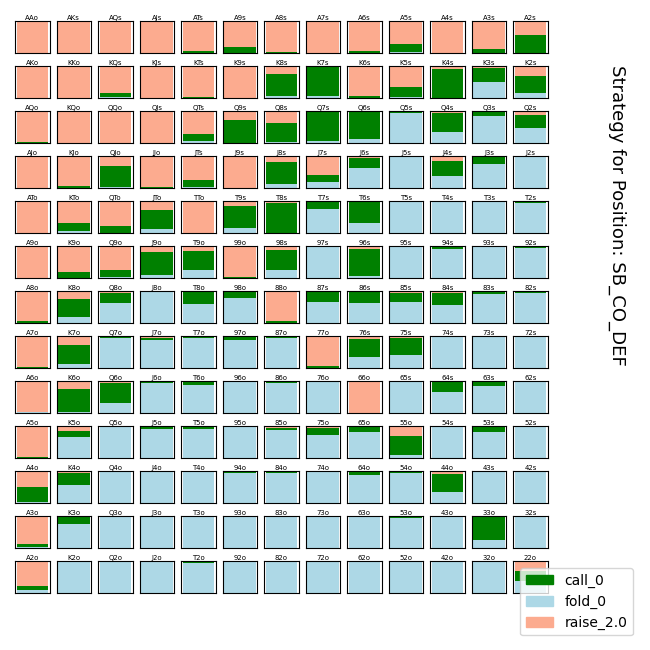 AAo AKs AQs AJs ATs A9s A8s A7s A6s A5s A4s A3s A2s
AKo KKo KQs KJs KTs K9s K8s K7s K6s K5s K4s K3s K2s
AQo KQo QQo QJs QTs Q9s Q8s Q7s Q6s Q5s Q4s Q3s Q2s
AJo KJo QJo JJo JTs J9s J8s J7s J6s J5s J4s J3s J2s
ATo KTo QTo JTo TTo T9s T8s T7s T6s T5s T4s T3s T2s
A9o K9o Q9o J9o T9o 99o 98s 97s 96s 95s 94s 93s 92s
A8o K8o Q8o J8o T8o 98o 88o 87s 86s 85s 84s 83s 82s
A7o K7o Q7o J7o T7o 97o 87o 77o 76s 75s 74s 73s 72s
A6o K6o Q6o J6o T6o 96o 86o 76o 66o 65s 64s 63s 62s
A5o K5o Q5o J5o T5o 95o 85o 75o 65o 55o 54s 53s 52s
A4o K4o Q4o J4o T4o 94o 84o 74o 64o 54o 44o 43s 42s
A3o K3o Q3o J3o T3o 93o 83o 73o 63o 53o 43o 33o 32s
A2o K2o Q2o J2o T2o 92o 82o 72o 62o 52o 42o 32o 22o
Strategy for Position: SB_CO_DEF
call_0
fold_0
raise_2.0